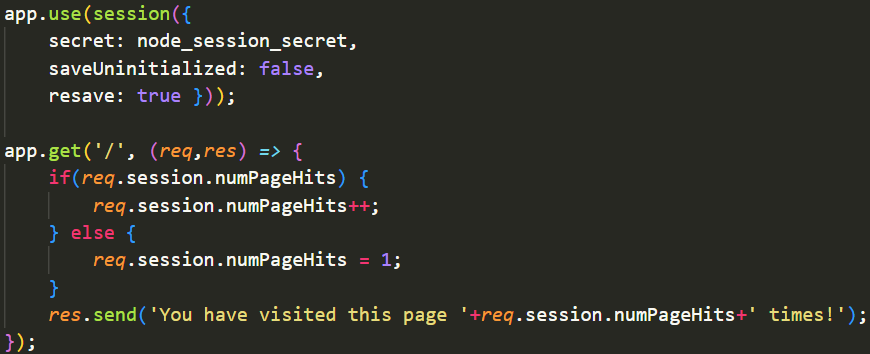 app.use(session({
    secret: node_session_secret,
    saveUninitialized: false,
    resave: true }));

app.get('/', (req,res) => {
    if(req.session.numPageHits) {
        req.session.numPageHits++;
    } else {
        req.session.numPageHits = 1;
    }
    res.send('You have visited this page '+req.session.numPageHits+' times!');
});